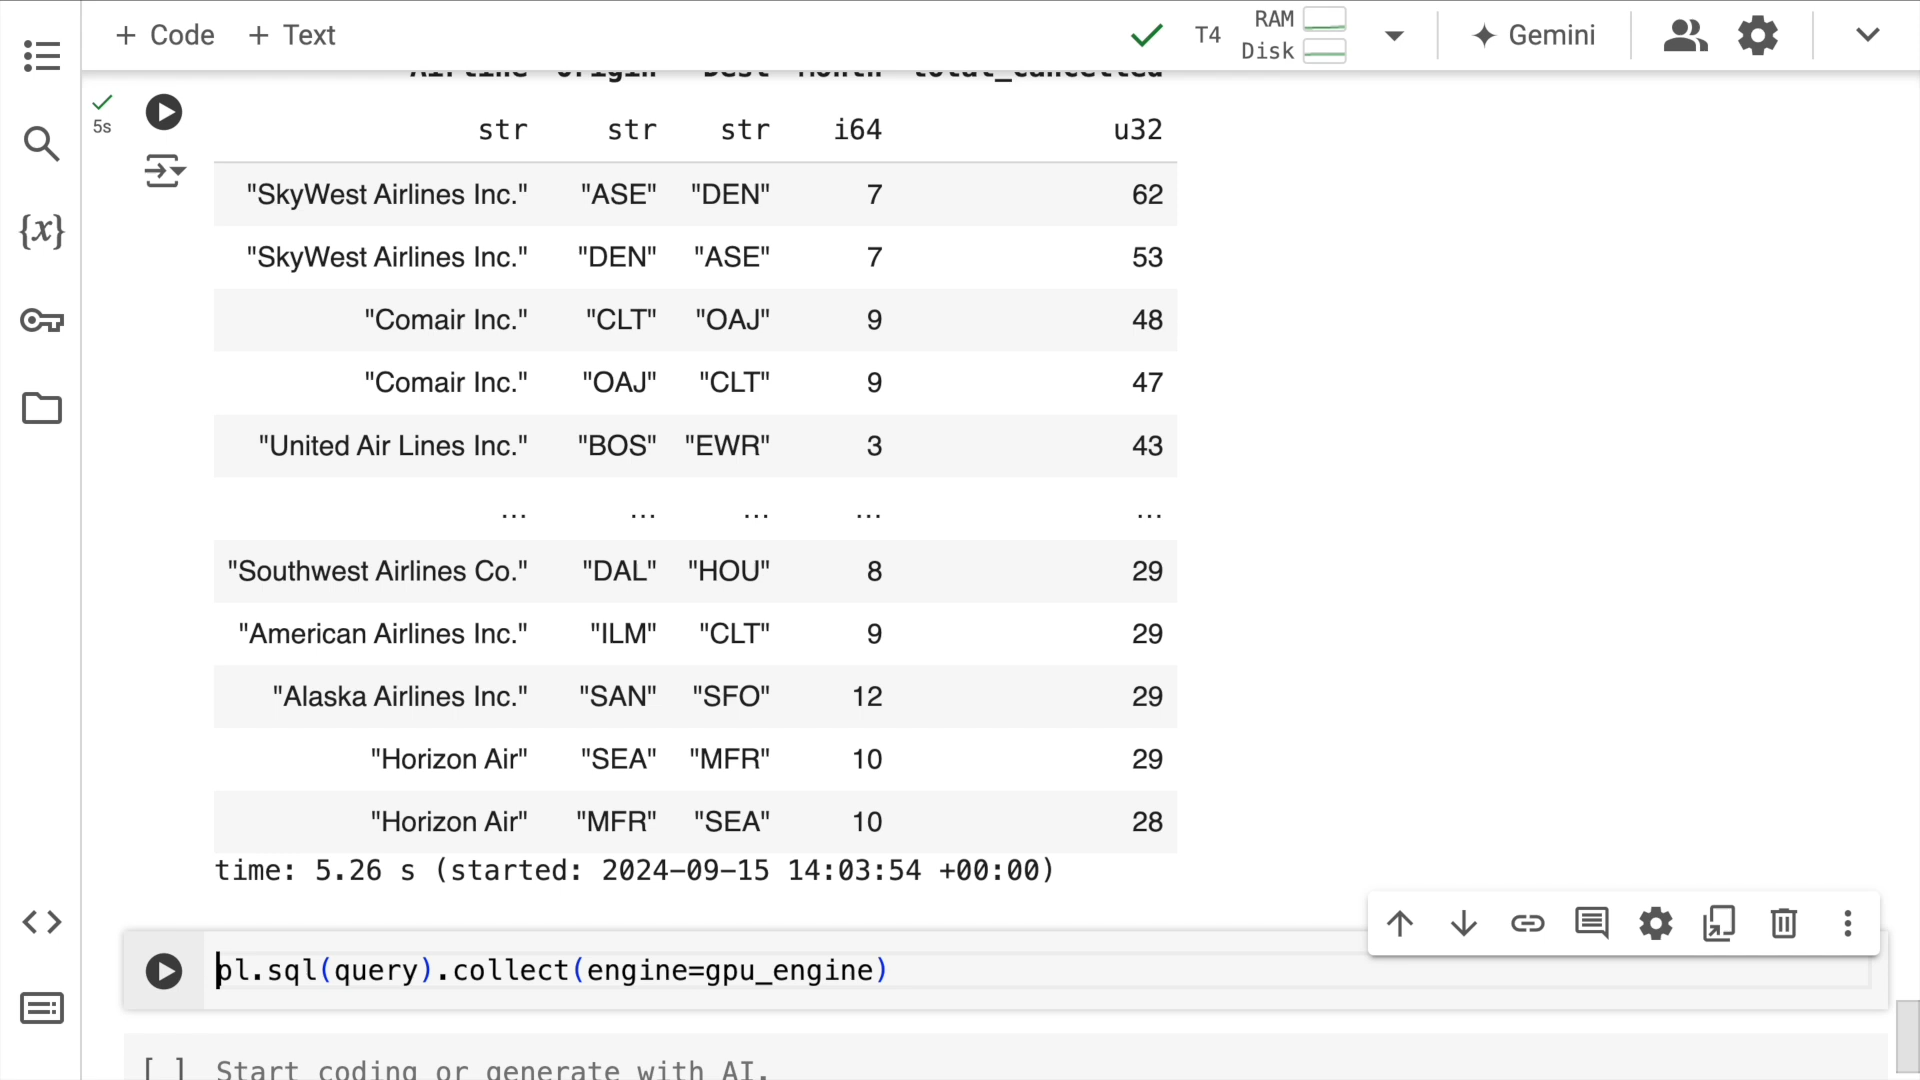 + Code + Text
T4
RAM
Disk
Gemini
Airline Origin Dest Month total_cancelled
5s
str str str i64 u32
{x}
"SkyWest Airlines Inc." "ASE" "DEN" 7 62
"SkyWest Airlines Inc." "DEN" "ASE" 7 53
"Comair Inc." "CLT" "OAJ" 9 48
"Comair Inc." "OAJ" "CLT" 9 47
"United Air Lines Inc." "BOS" "EWR" 3 43
… … … … …
"Southwest Airlines Co." "DAL" "HOU" 8 29
"American Airlines Inc." "ILM" "CLT" 9 29
"Alaska Airlines Inc." "SAN" "SFO" 12 29
"Horizon Air" "SEA" "MFR" 10 29
"Horizon Air" "MFR" "SEA" 10 28
time: 5.26 s (started: 2024-09-15 14:03:54 +00:00)
pl.sql(query).collect(engine=gpu_engine)
[ ] Start coding or generate with AI.